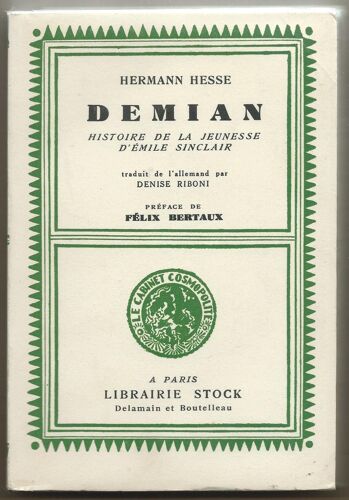 HERMANN HESSE
DEMIAN
HISTOIRE DE LA JEUNESSE
D'ÉMILE SINCLAIR
traduit de l'allemand par
DENISE RIBONI
PRÉFACE DE
FÉLIX BERTAUX
LE CABINET COSMOPOLITE
A PARIS
LIBRAIRIE STOCK
Delamain et Boutelleau